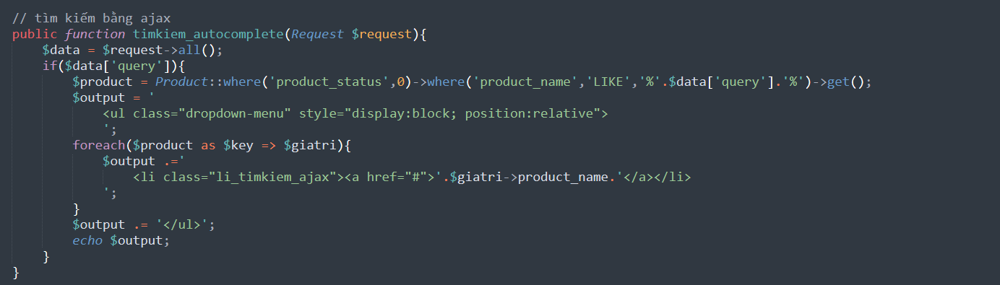 // tìm kiếm bằng ajax
public function timkiem_autocomplete(Request $request){
    $data = $request->all();
    if($data['query']){
        $product = Product::where('product_status',0)->where('product_name','LIKE','%'.$data['query'].'%')->get();
        $output = '
            <ul class="dropdown-menu" style="display:block; position:relative">
            ';
        foreach($product as $key => $giatri){
            $output .='
                <li class="li_timkiem_ajax"><a href="#">'.$giatri->product_name.'</a></li>
            ';
        }
        $output .= '</ul>';
        echo $output;
    }
}